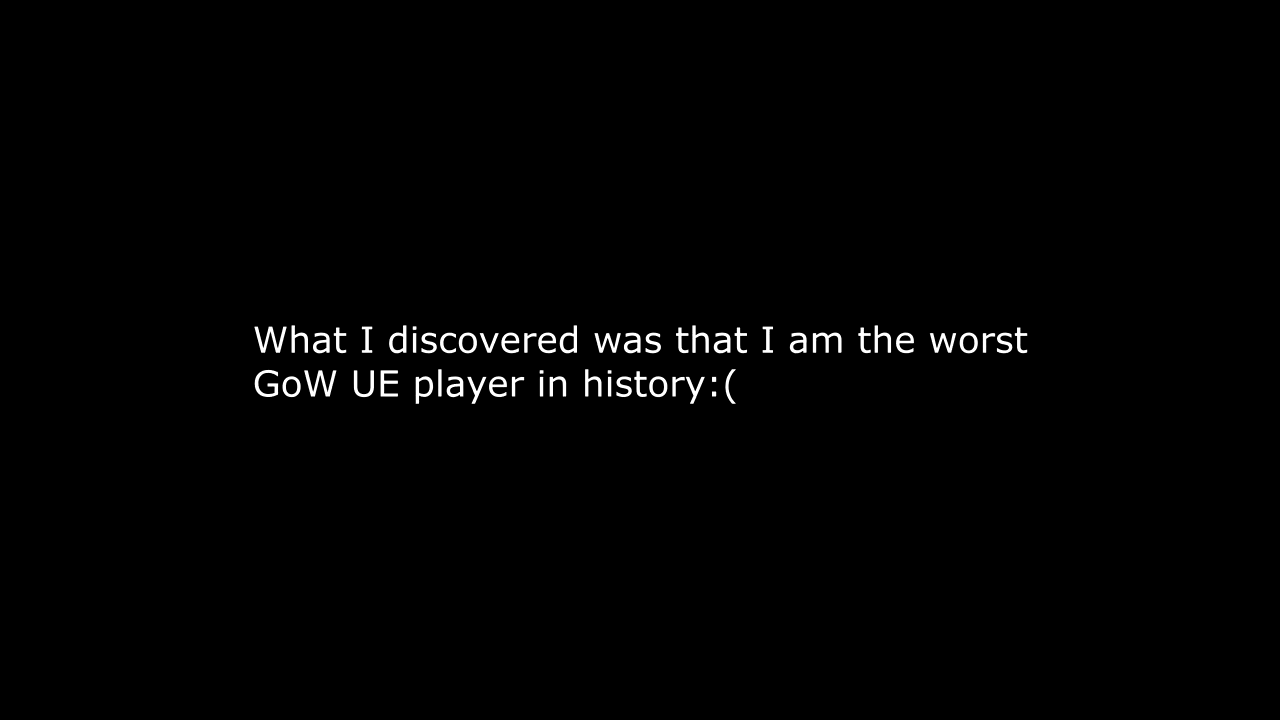 What I discovered was that I am the worst
GoW UE player in history:(